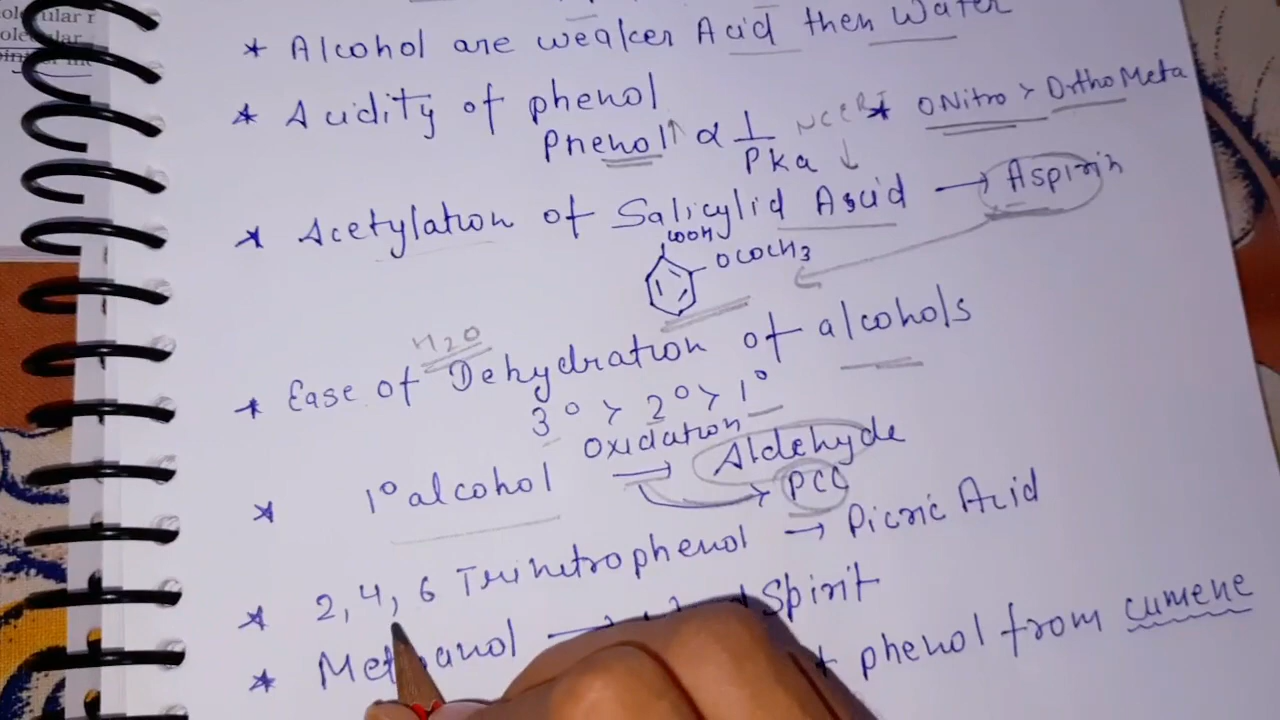 * Alcohol are weaker Acid then Water
* Acidity of phenol
Phenol ↑ ∝ 1/Pka ↓ NCERT * O Nitro > Ortho Meta
* Acetylation of Salicylid Acid → Aspirin
COOH
OCOCH3
H2O
* Ease of Dehydration of alcohols
3° > 2° > 1°
Oxidation
* 1° alcohol → Aldehyde
→ PCC
* 2, 4, 6 Trinitrophenol → Picric Acid
* Methanol → Spirit
phenol from cumene